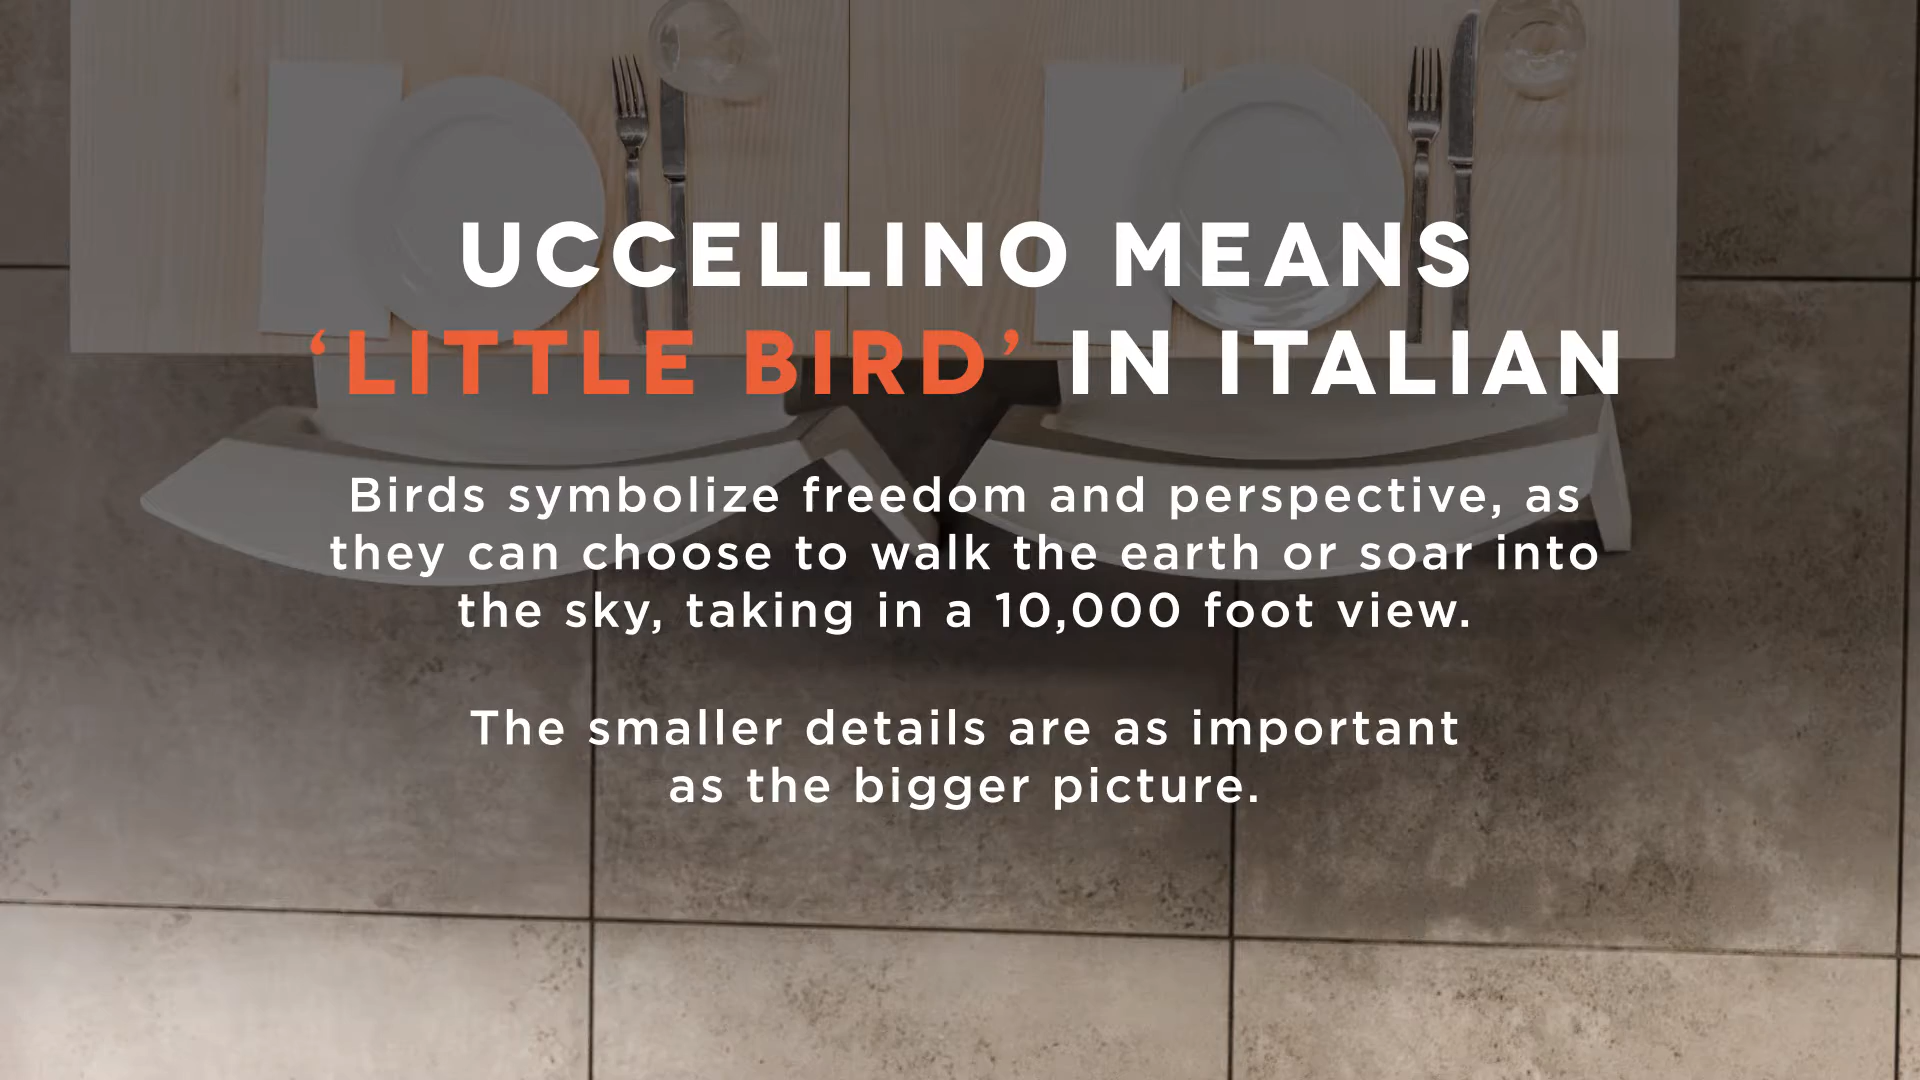 UCCELLINO MEANS
‘LITTLE BIRD’ IN ITALIAN
Birds symbolize freedom and perspective, as
they can choose to walk the earth or soar into
the sky, taking in a 10,000 foot view.
The smaller details are as important
as the bigger picture.